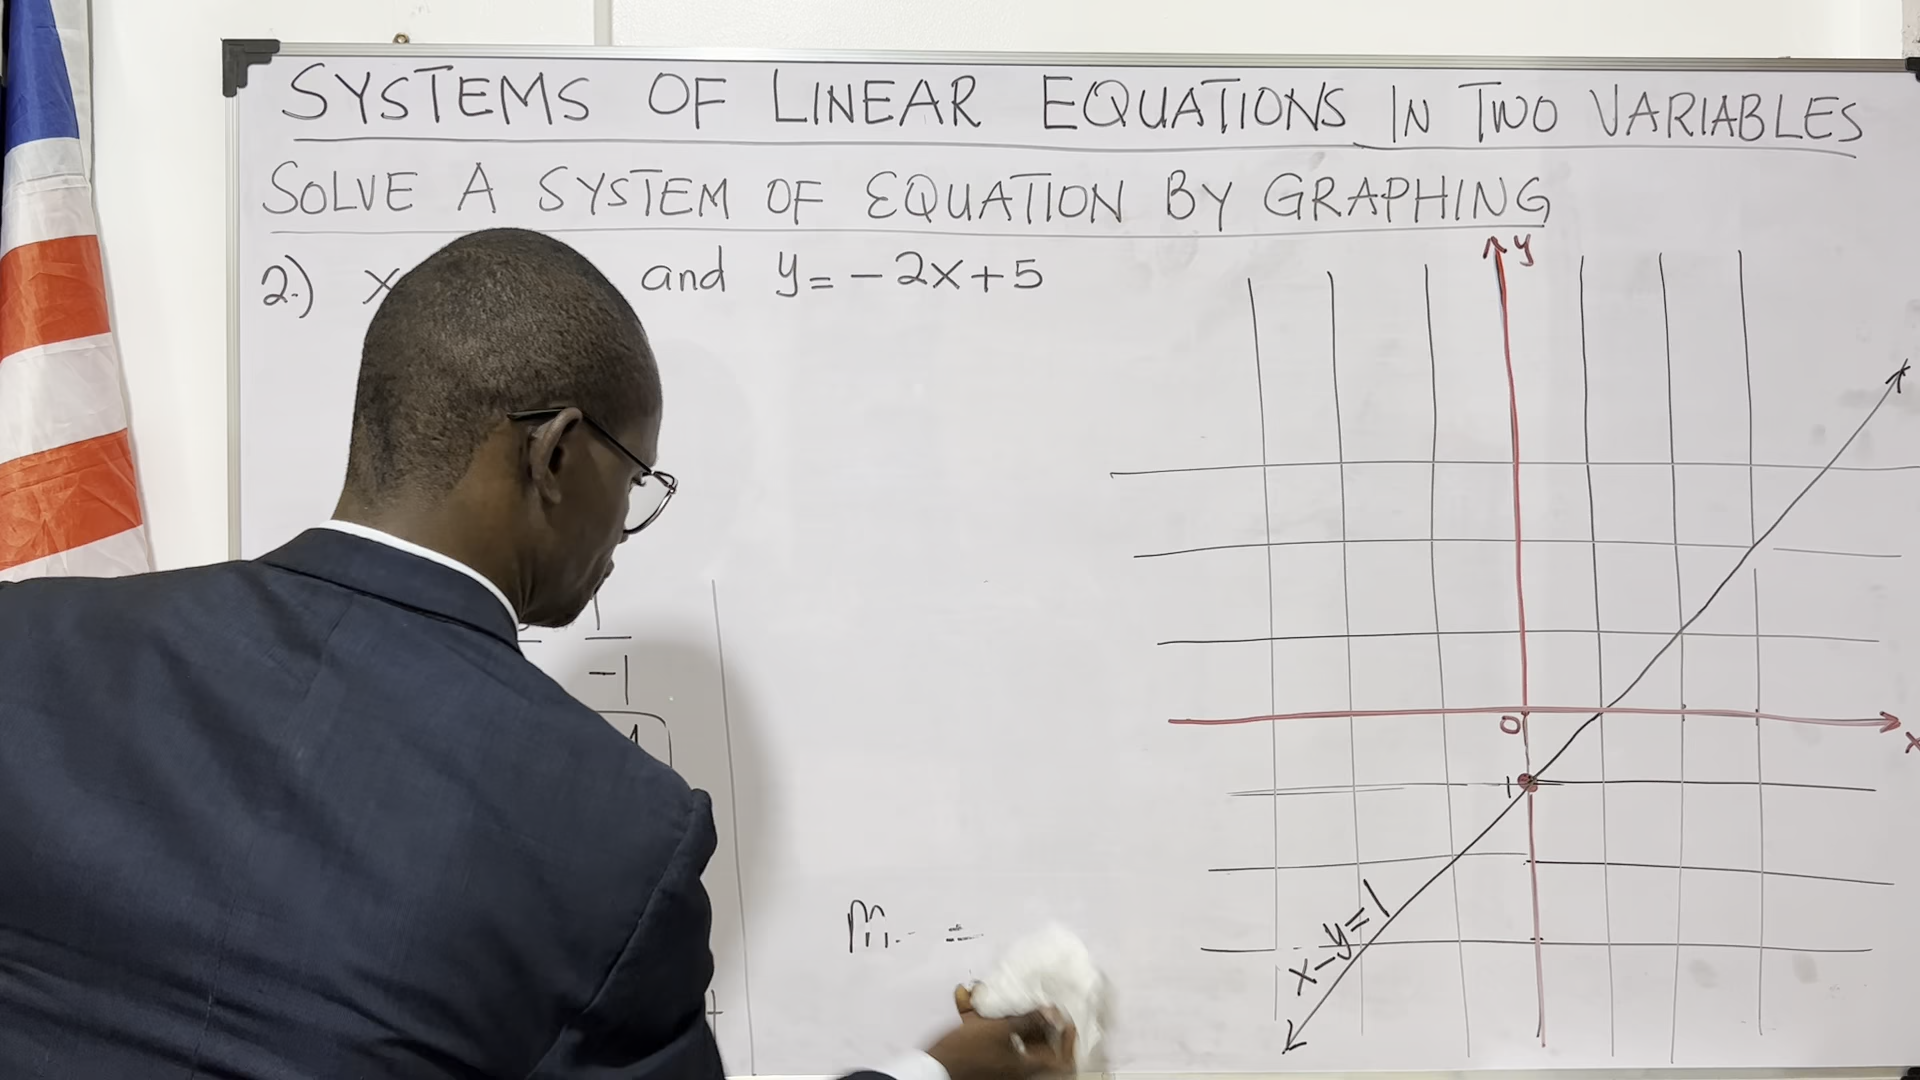 SYSTEMS OF LINEAR EQUATIONS IN TWO VARIABLES
SOLVE A SYSTEM OF EQUATION BY GRAPHING
2.) x and y = -2x + 5
y
-1
0
x
1
m =
x-y=1